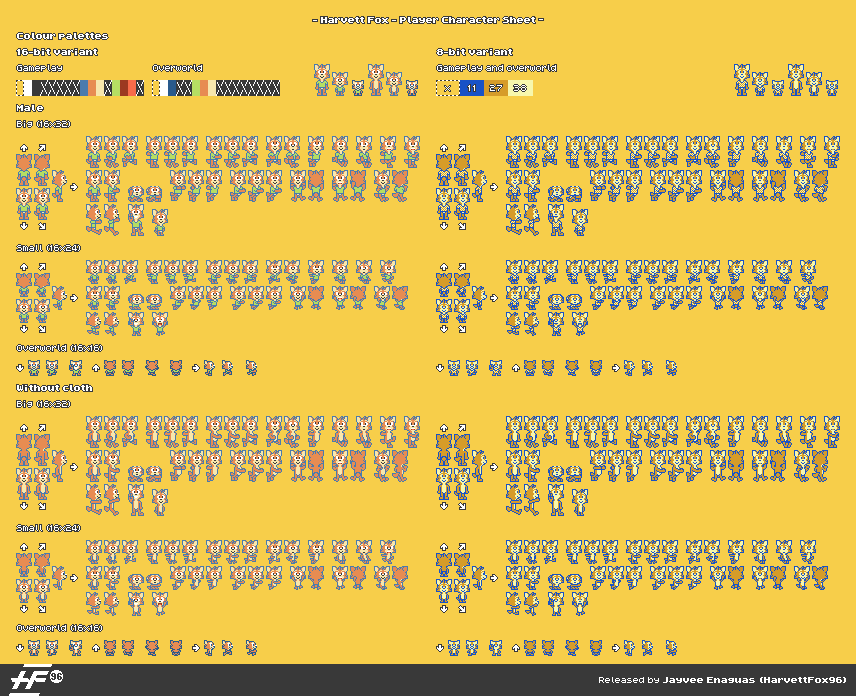 - Harvett Fox - Player Character Sheet -
Colour palettes
16-bit variant
8-bit variant
Gameplay
Overworld
Gameplay and overworld
X 11 27 38
Male
Big (16x32)
Small (16x24)
Overworld (16x16)
Without cloth
Big (16x32)
Small (16x24)
Overworld (16x16)
HF 96
Released by Jayvee Enaguas (HarvettFox96)